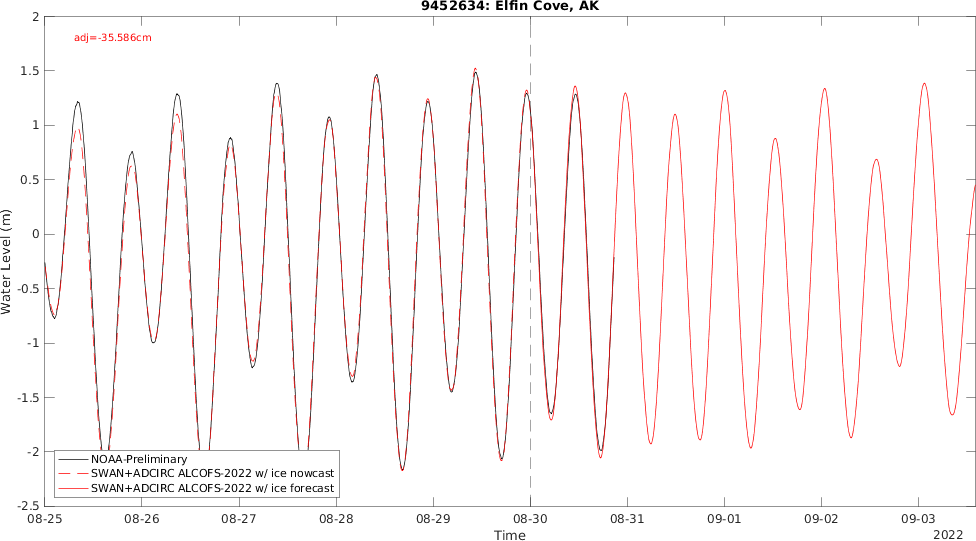 9452634: Elfin Cove, AK
adj=-35.586cm
Water Level (m)
2
1.5
1
0.5
0
-0.5
-1
-1.5
-2
-2.5
NOAA-Preliminary
SWAN+ADCIRC ALCOFS-2022 w/ ice nowcast
SWAN+ADCIRC ALCOFS-2022 w/ ice forecast
08-25 08-26 08-27 08-28 08-29 08-30 08-31 09-01 09-02 09-03
Time
2022